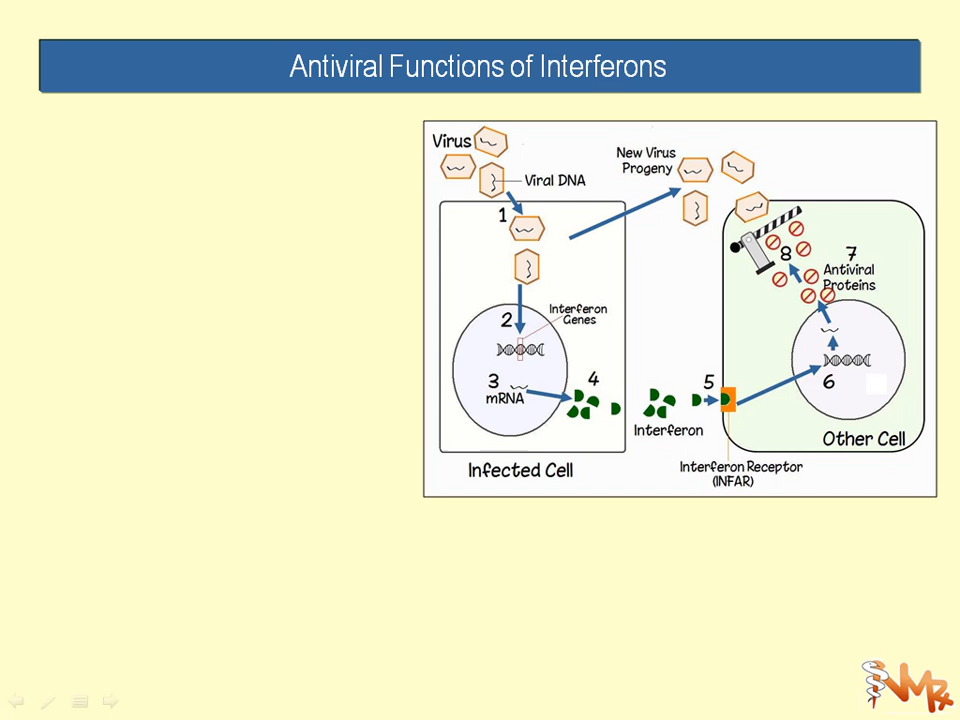 Antiviral Functions of Interferons
Virus
Viral DNA
New Virus
Progeny
1
2
Interferon
Genes
3
mRNA
4
Infected Cell
Interferon
5
Interferon Receptor
(INFAR)
6
7
Antiviral
Proteins
8
Other Cell
VMRx